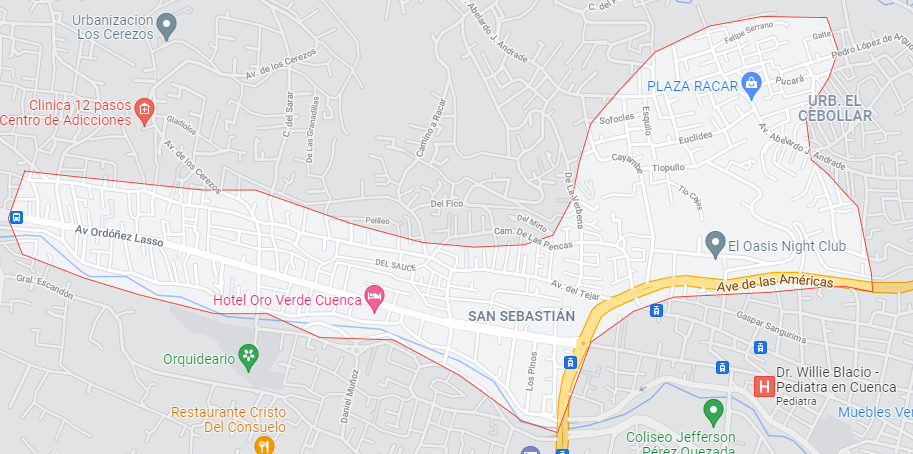 Urbanizacion
Los Cerezos
C. del P
Abelardo J. Andrade
Felipe Serrano
Galte
Pedro López de Argu
Av. de los Cerezos
Pucará
PLAZA RACAR
URB. EL
CEBOLLAR
Clinica 12 pasos
Centro de Adicciones
C. del Sarar
De Las Granadillas
Camino a Racar
Gladiolos
Sofocles
Esquilo
Euclides
Av. Abelardo J. Andrade
Av. de los Cerezos
Cayambe
Tiopullo
De La Verbena
Tio Cajas
Del Fico
Pelileo
Del Mirto
Cam. De Las Pencas
Av Ordóñez Lasso
El Oasis Night Club
DEL SAUCE
Gral. Escandón
Av. del Tejar
Ave de las Américas
Hotel Oro Verde Cuenca
SAN SEBASTIÁN
Gaspar Sangurima
Orquideario
Los Pinos
Daniel Muñoz
H
Dr. Willie Blacio -
Pediatra en Cuenca
Pediatra
Restaurante Cristo
Del Consuelo
Muebles Ver
Coliseo Jefferson
Pérez Quezada